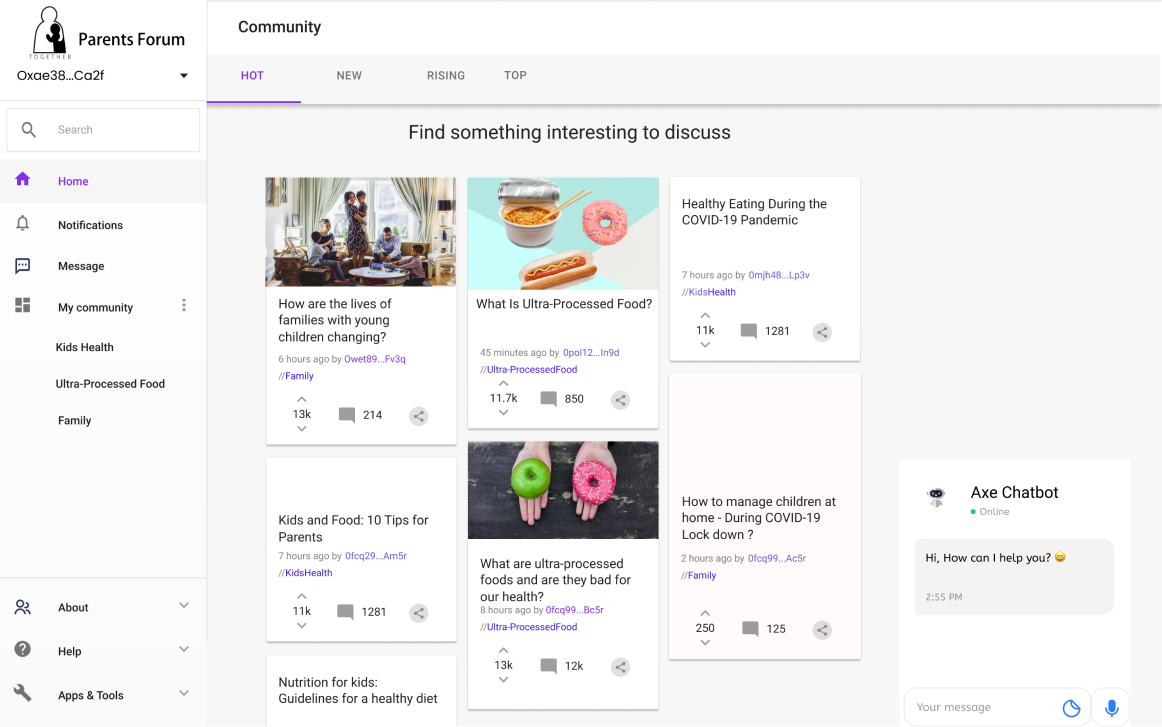 TOGETHER
Parents Forum
Oxae38...Ca2f
Search
Home
Notifications
Message
My community
Kids Health
Ultra-Processed Food
Family
About
Help
Apps & Tools
Community
HOT
NEW
RISING
TOP
Find something interesting to discuss
How are the lives of
families with young
children changing?
6 hours ago by Owet89...Fv3q
//Family
13k
214
Kids and Food: 10 Tips for
Parents
7 hours ago by 0fcq29...Am5r
//KidsHealth
11k
1281
Nutrition for kids:
Guidelines for a healthy diet
What Is Ultra-Processed Food?
45 minutes ago by 0pol12...In9d
//Ultra-ProcessedFood
11.7k
850
What are ultra-processed
foods and are they bad for
our health?
8 hours ago by 0fcq99...Bc5r
//Ultra-ProcessedFood
13k
12k
Healthy Eating During the
COVID-19 Pandemic
7 hours ago by 0mjh48...Lp3v
//KidsHealth
11k
1281
How to manage children at
home - During COVID-19
Lock down ?
2 hours ago by 0fcq99...Ac5r
//Family
250
125
Axe Chatbot
Online
Hi, How can I help you? 😄
2:55 PM
Your message